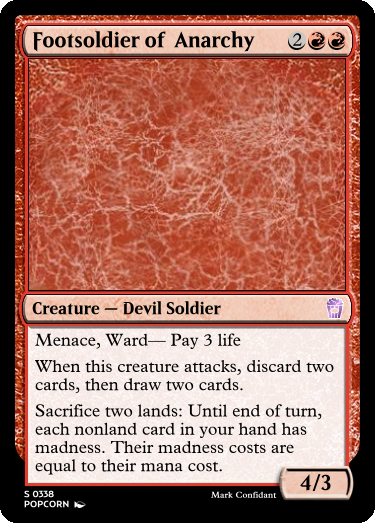 Footsoldier of Anarchy 2
Creature — Devil Soldier
Menace, Ward— Pay 3 life
When this creature attacks, discard two
cards, then draw two cards.
Sacrifice two lands: Until end of turn,
each nonland card in your hand has
madness. Their madness costs are
equal to their mana cost.
4/3
S 0338
POPCORN
Mark Confidant